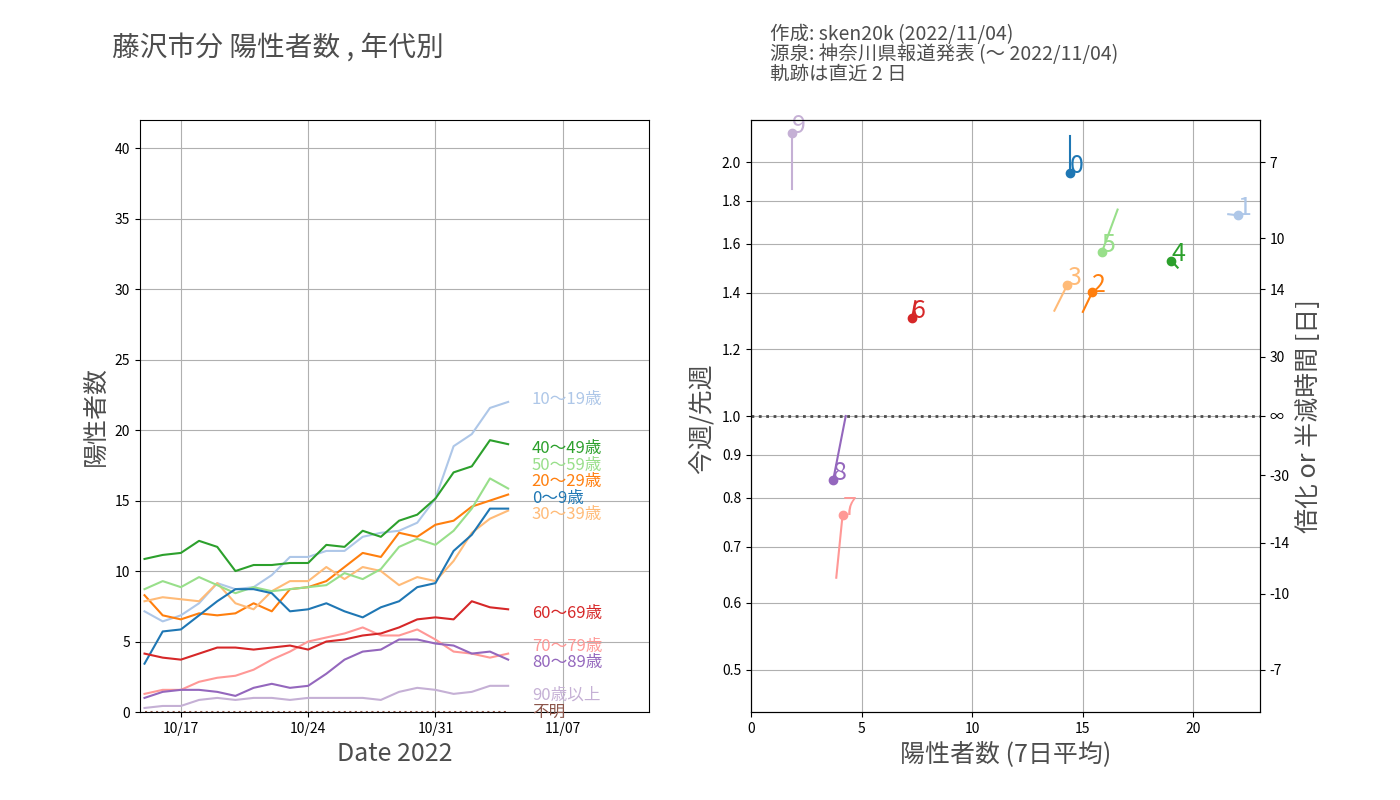 藤沢市分 陽性者数 , 年代別
作成: sken20k (2022/11/04)
源泉: 神奈川県報道発表 (〜 2022/11/04)
軌跡は直近 2 日
陽性者数
40
35
30
25
20
15
10
5
0
10/17
10/24
10/31
11/07
Date 2022
10〜19歳
40〜49歳
50〜59歳
20〜29歳
0〜9歳
30〜39歳
60〜69歳
70〜79歳
80〜89歳
90歳以上
不明
今週/先週
2.0
1.8
1.6
1.4
1.2
1.0
0.9
0.8
0.7
0.6
0.5
9
0
1
5
4
3
2
6
8
7
0
5
10
15
20
陽性者数 (7日平均)
7
10
14
30
∞
-30
-14
-10
-7
倍化 or 半減時間 [日]